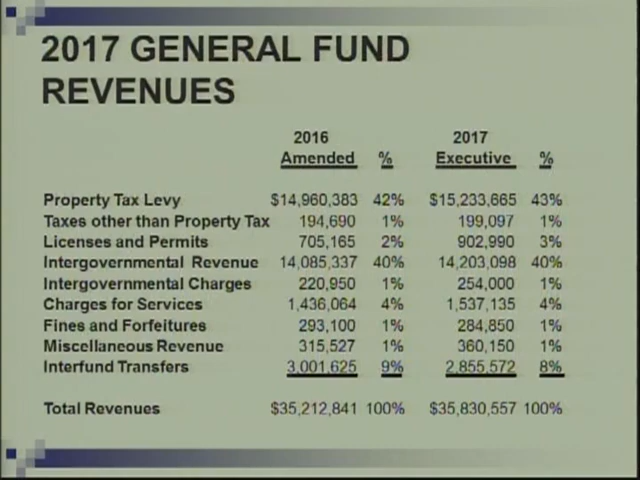 2017 GENERAL FUND
REVENUES
2016 2017
Amended % Executive %
Property Tax Levy $14,960,383 42% $15,233,665 43%
Taxes other than Property Tax 194,690 1% 199,097 1%
Licenses and Permits 705,165 2% 902,990 3%
Intergovernmental Revenue 14,085,337 40% 14,203,098 40%
Intergovernmental Charges 220,950 1% 254,000 1%
Charges for Services 1,436,064 4% 1,537,135 4%
Fines and Forfeitures 293,100 1% 284,850 1%
Miscellaneous Revenue 315,527 1% 360,150 1%
Interfund Transfers 3,001,625 9% 2,855,572 8%
Total Revenues $35,212,841 100% $35,830,557 100%